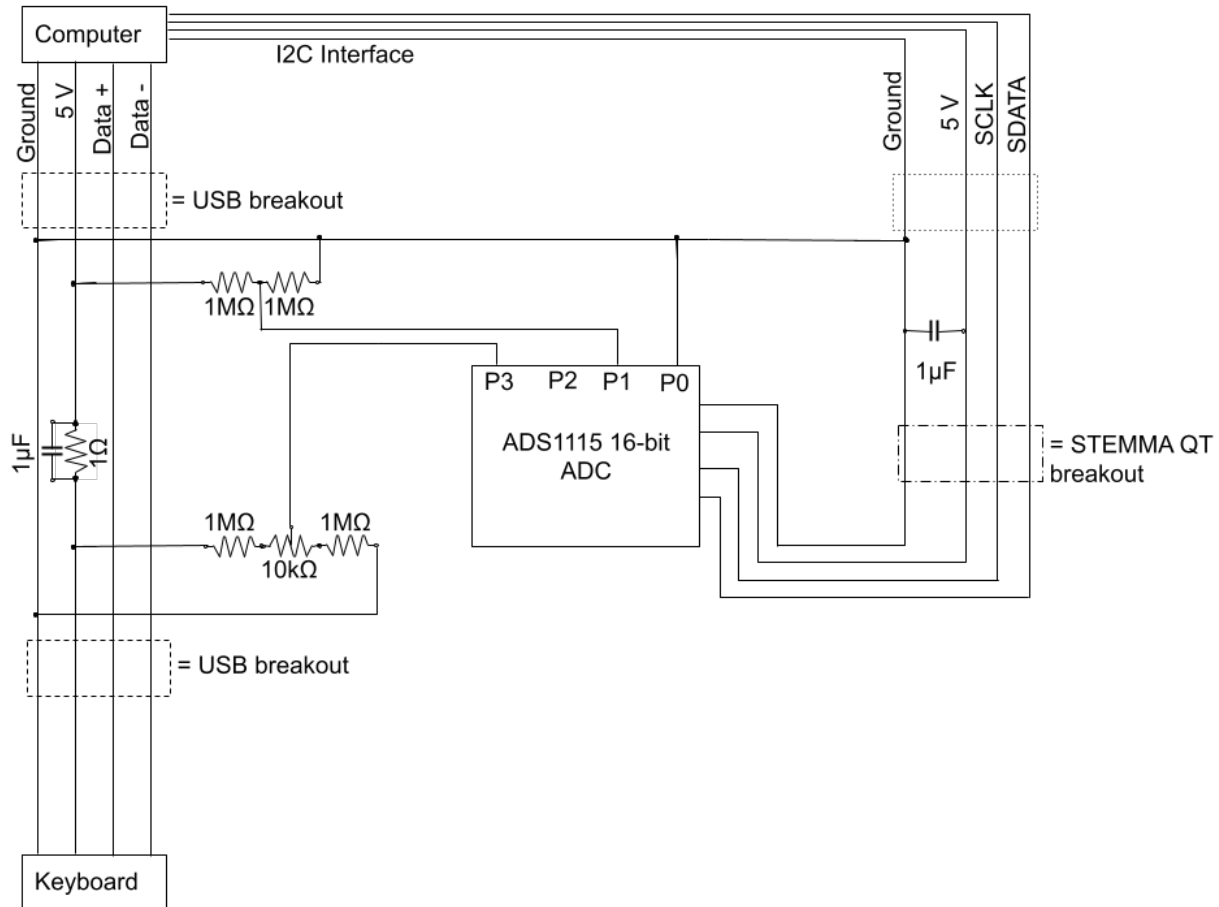 Computer
I2C Interface
Ground
5 V
Data +
Data -
Ground
5 V
SCLK
SDATA
= USB breakout
1MΩ
1MΩ
1µF
P3
P2
P1
P0
ADS1115 16-bit
ADC
1µF
1Ω
= STEMMA QT
breakout
1MΩ
1MΩ
10kΩ
= USB breakout
Keyboard